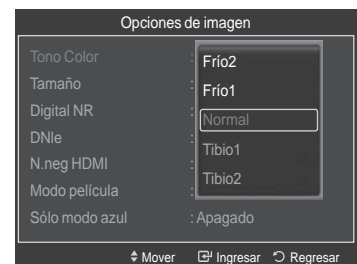 Opciones de imagen
Tono Color :
Frío2
Tamaño :
Frío1
Digital NR :
Normal
DNIe :
Tibio1
N.neg HDMI :
Tibio2
Modo película :
Sólo modo azul : Apagado
Mover Ingresar Regresar